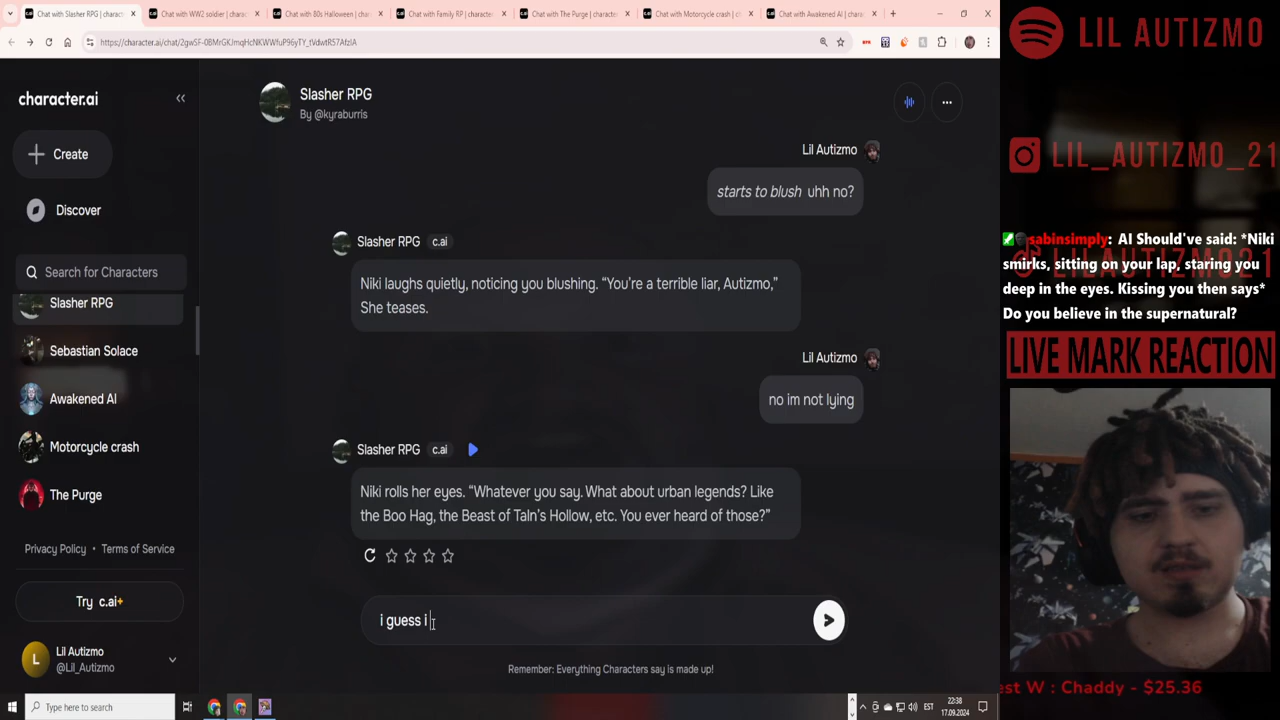 Chat with Slasher RPG | charact
Chat with WW2 soldier | charac
Chat with 80s Halloween | charac
Chat with Family RP | character
Chat with The Purge | character
Chat with Motorcycle crash | c
Chat with Awakened AI | charac
LIL AUTIZMO
character.ai
Slasher RPG
By @kyraburris
Create
Discover
Search for Characters
Slasher RPG
Sebastian Solace
Awakened AI
Motorcycle crash
The Purge
Privacy Policy • Terms of Service
Try c.ai+
Lil Autizmo
@Lil_Autizmo
Lil Autizmo
starts to blush uhh no?
Slasher RPG c.ai
Niki laughs quietly, noticing you blushing. “You’re a terrible liar, Autizmo,”
She teases.
Lil Autizmo
no im not lying
Slasher RPG c.ai
Niki rolls her eyes. “Whatever you say. What about urban legends? Like
the Boo Hag, the Beast of Taln’s Hollow, etc. You ever heard of those?”
i guess i
Remember: Everything Characters say is made up!
LIL_AUTIZMO_21
sabinsimply: AI Should've said: *Niki
smirks, sitting on your lap, staring you
deep in the eyes. Kissing you then says*
Do you believe in the supernatural?
LIVE MARK REACTION
est W : Chaddy - $25.36
Type here to search
EST
22:38
17.09.2024